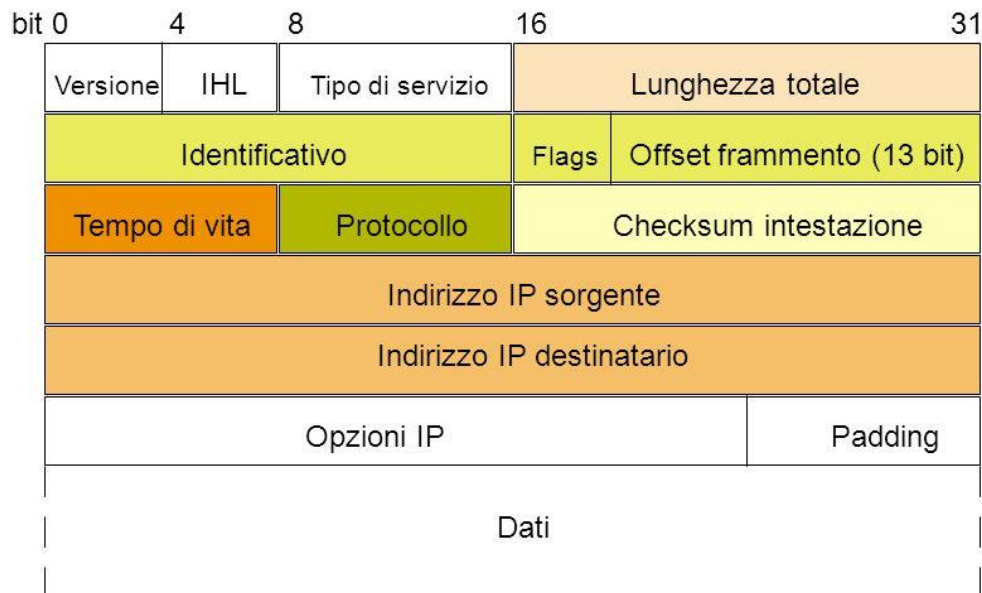 bit 0 4 8 16 31
Versione IHL Tipo di servizio Lunghezza totale
Identificativo Flags Offset frammento (13 bit)
Tempo di vita Protocollo Checksum intestazione
Indirizzo IP sorgente
Indirizzo IP destinatario
Opzioni IP Padding
Dati